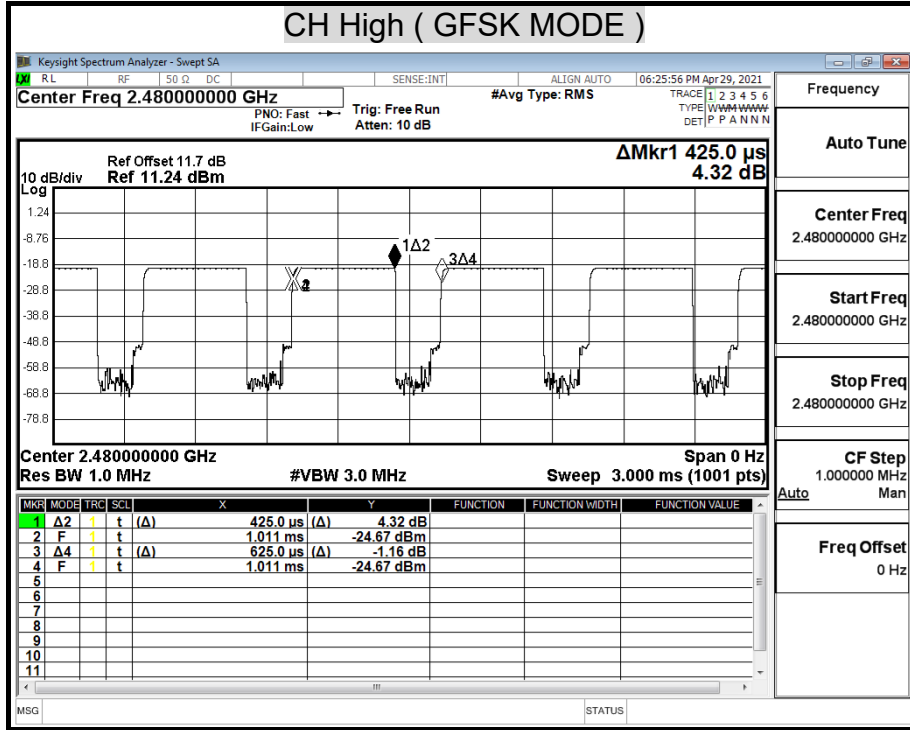 CH High ( GFSK MODE )
Keysight Spectrum Analyzer - Swept SA
LXI RL RF 50 Ω DC SENSE:INT ALIGN AUTO 06:25:56 PM Apr 29, 2021
Center Freq 2.480000000 GHz #Avg Type: RMS TRACE 1 2 3 4 5 6
PNO: Fast Trig: Free Run TYPE WWMWWWW
IFGain:Low Atten: 10 dB DET P P A N N N
Frequency
Auto Tune
Center Freq
2.480000000 GHz
Start Freq
2.480000000 GHz
Stop Freq
2.480000000 GHz
CF Step
1.000000 MHz
Auto Man
Freq Offset
0 Hz
ΔMkr1 425.0 µs
4.32 dB
Ref Offset 11.7 dB
10 dB/div Ref 11.24 dBm
Log
1.24
-8.76
-18.8
-28.8
-38.8
-48.8
-58.8
-68.8
-78.8
1Δ2
3Δ4
Center 2.480000000 GHz Span 0 Hz
Res BW 1.0 MHz #VBW 3.0 MHz Sweep 3.000 ms (1001 pts)
MKR MODE TRC SCL X Y FUNCTION FUNCTION WIDTH FUNCTION VALUE
1 Δ2 1 t (Δ) 425.0 µs (Δ) 4.32 dB
2 F 1 t 1.011 ms -24.67 dBm
3 Δ4 1 t (Δ) 625.0 µs (Δ) -1.16 dB
4 F 1 t 1.011 ms -24.67 dBm
5
6
7
8
9
10
11
MSG STATUS